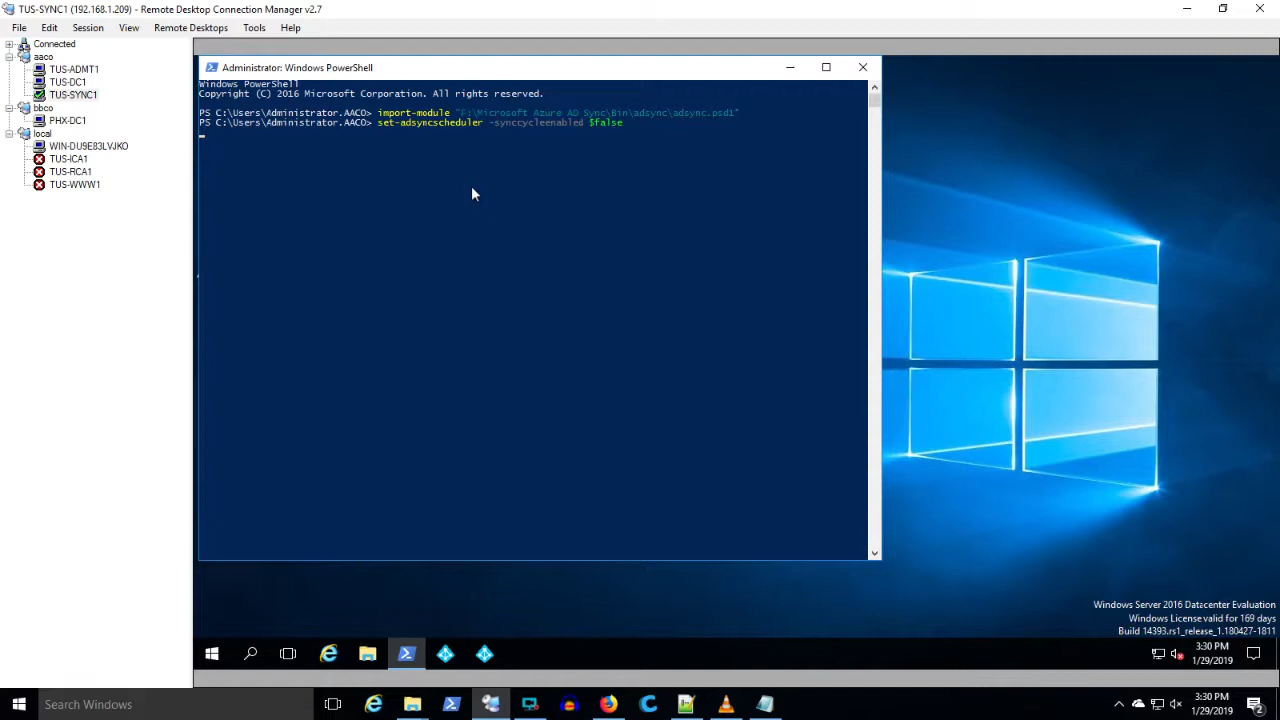 TUS-SYNC1 (192.168.1.209) - Remote Desktop Connection Manager v2.7
File Edit Session View Remote Desktops Tools Help
Connected
aaco
TUS-ADMT1
TUS-DC1
TUS-SYNC1
bbco
PHX-DC1
local
WIN-DU9E83LVJKO
TUS-ICA1
TUS-RCA1
TUS-WWW1
Administrator: Windows PowerShell
Windows PowerShell
Copyright (C) 2016 Microsoft Corporation. All rights reserved.
PS C:\Users\Administrator.AACO> import-module "F:\Microsoft Azure AD Sync\Bin\adsync\adsync.psd1"
PS C:\Users\Administrator.AACO> set-adsyncscheduler -synccycleenabled $false
Windows Server 2016 Datacenter Evaluation
Windows License valid for 169 days
Build 14393.rs1_release_1.180427-1811
3:30 PM
1/29/2019
Search Windows
3:30 PM
1/29/2019
2